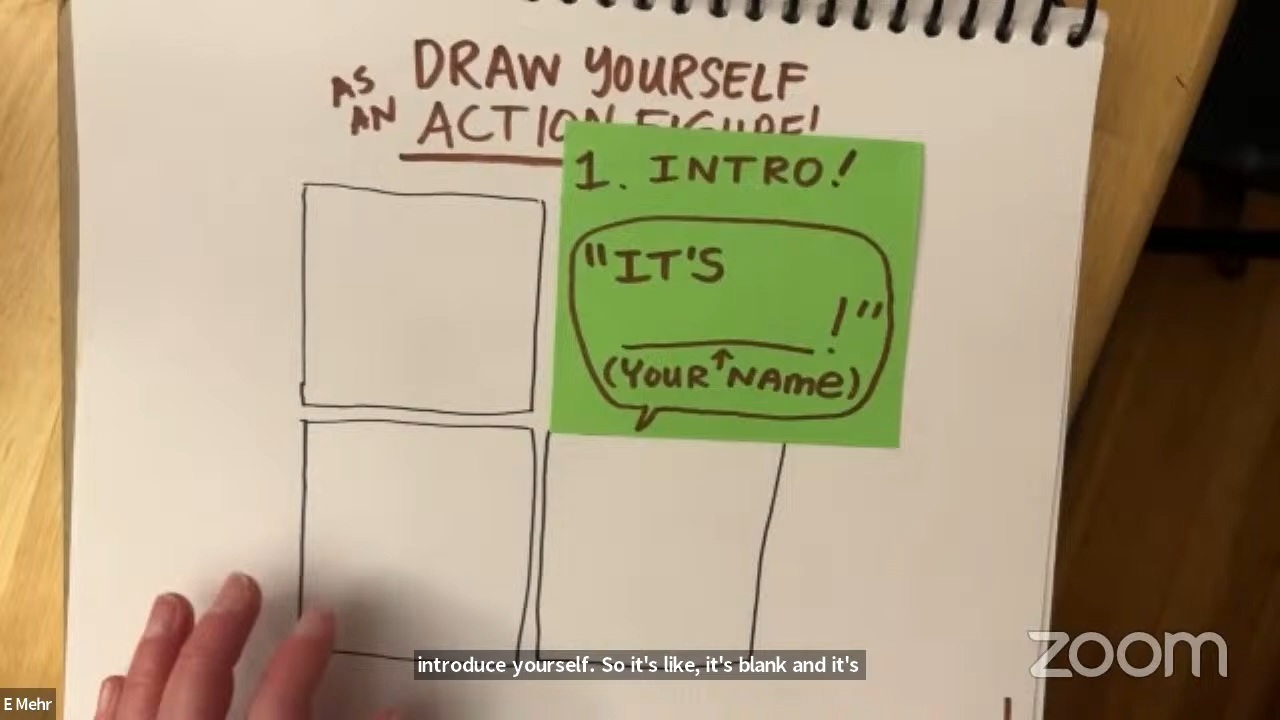 DRAW YOURSELF
AS AN
ACTION FIGURE!
1. INTRO!
"IT'S
!"
(YOUR NAME)
introduce yourself. So it's like, it's blank and it's
zoom
E Mehr